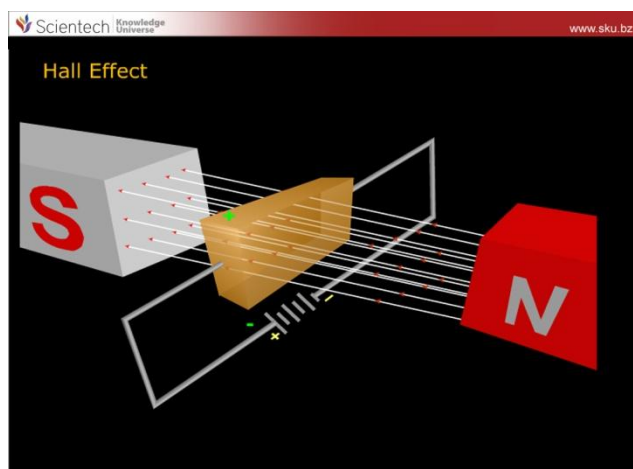 Scientech Knowledge
Universe
www.sku.bz
Hall Effect
S
+
N
-
-
+